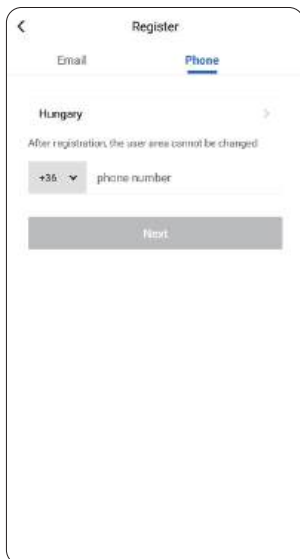 Register
Email Phone
Hungary
After registration, the user area cannot be changed
+36 phone number
Next